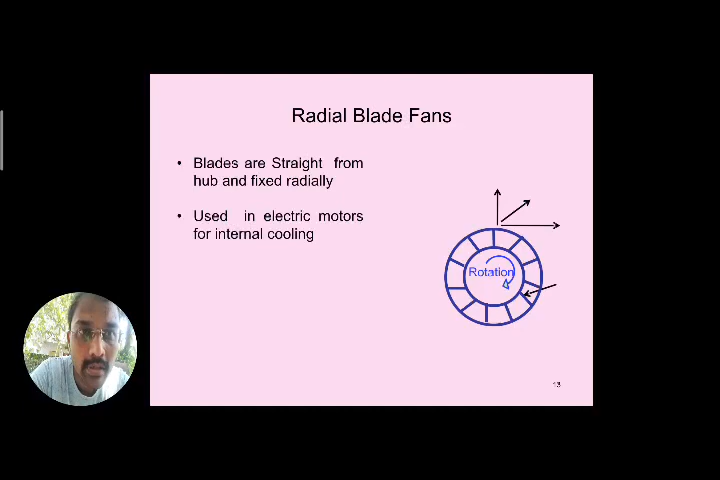 Radial Blade Fans
• Blades are Straight from
hub and fixed radially
• Used in electric motors
for internal cooling
Rotation
13